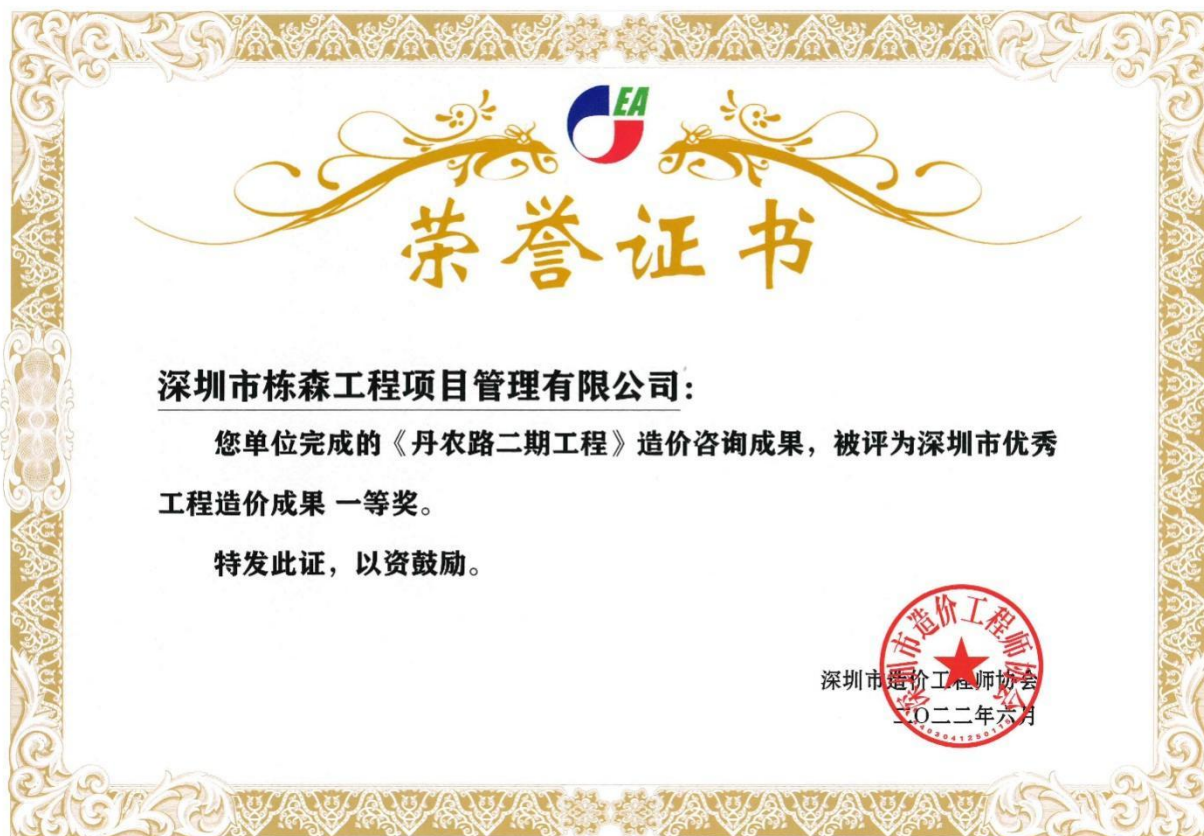 EA
荣誉证书
深圳市栋森工程项目管理有限公司：
您单位完成的《丹农路二期工程》造价咨询成果，被评为深圳市优秀
工程造价成果 一等奖。
特发此证，以资鼓励。
深圳市造价工程师协会
深圳市造价工程师协会
二〇二二年六月